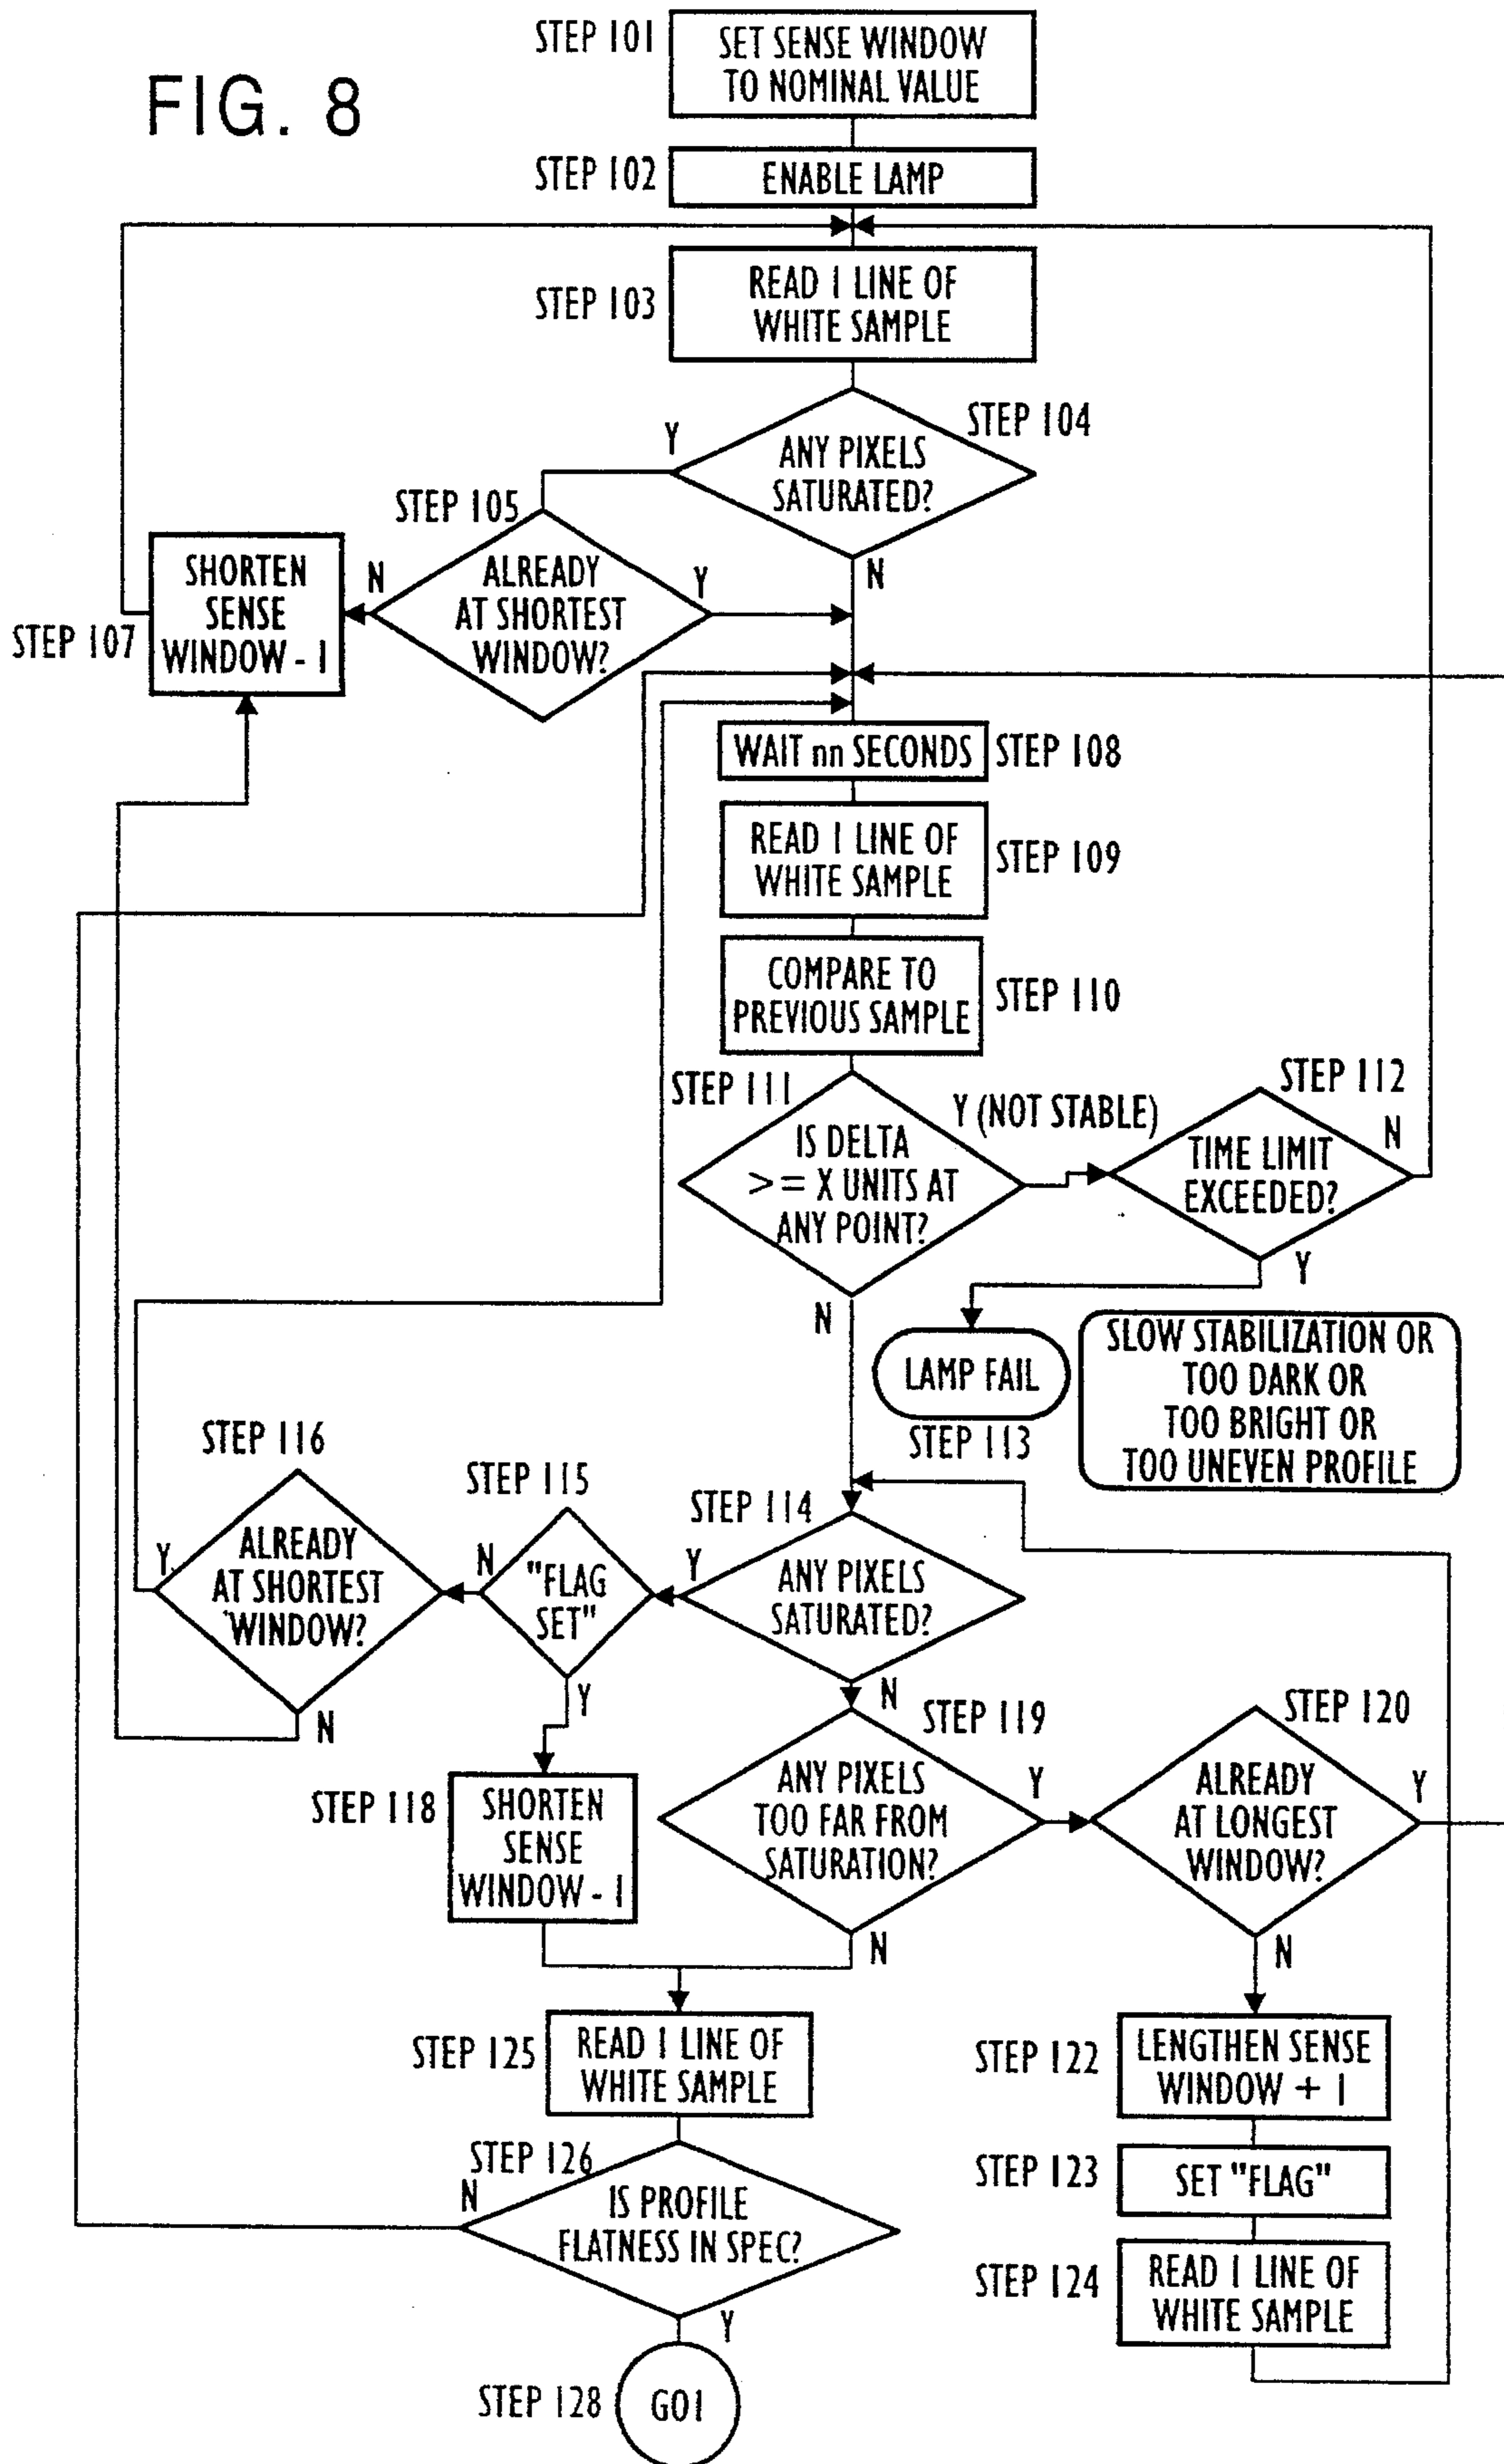 FIG. 8
STEP 101
SET SENSE WINDOW
TO NOMINAL VALUE
STEP 102
ENABLE LAMP
STEP 103
READ 1 LINE OF
WHITE SAMPLE
STEP 104
Y
ANY PIXELS
SATURATED?
N
STEP 105
N
ALREADY
AT SHORTEST
WINDOW?
Y
STEP 107
SHORTEN
SENSE
WINDOW - 1
WAIT nn SECONDS
STEP 108
READ 1 LINE OF
WHITE SAMPLE
STEP 109
COMPARE TO
PREVIOUS SAMPLE
STEP 110
STEP 111
IS DELTA
>= X UNITS AT
ANY POINT?
Y (NOT STABLE)
N
STEP 112
TIME LIMIT
EXCEEDED?
N
Y
LAMP FAIL
STEP 113
SLOW STABILIZATION OR
TOO DARK OR
TOO BRIGHT OR
TOO UNEVEN PROFILE
STEP 116
Y
ALREADY
AT SHORTEST
WINDOW?
N
STEP 115
N
"FLAG
SET"
Y
STEP 114
Y
ANY PIXELS
SATURATED?
N
STEP 118
SHORTEN
SENSE
WINDOW - 1
STEP 119
ANY PIXELS
TOO FAR FROM
SATURATION?
Y
N
STEP 120
ALREADY
AT LONGEST
WINDOW?
Y
N
STEP 125
READ 1 LINE OF
WHITE SAMPLE
STEP 122
LENGTHEN SENSE
WINDOW + 1
STEP 126
N
IS PROFILE
FLATNESS IN SPEC?
Y
STEP 123
SET "FLAG"
STEP 124
READ 1 LINE OF
WHITE SAMPLE
STEP 128
GO1